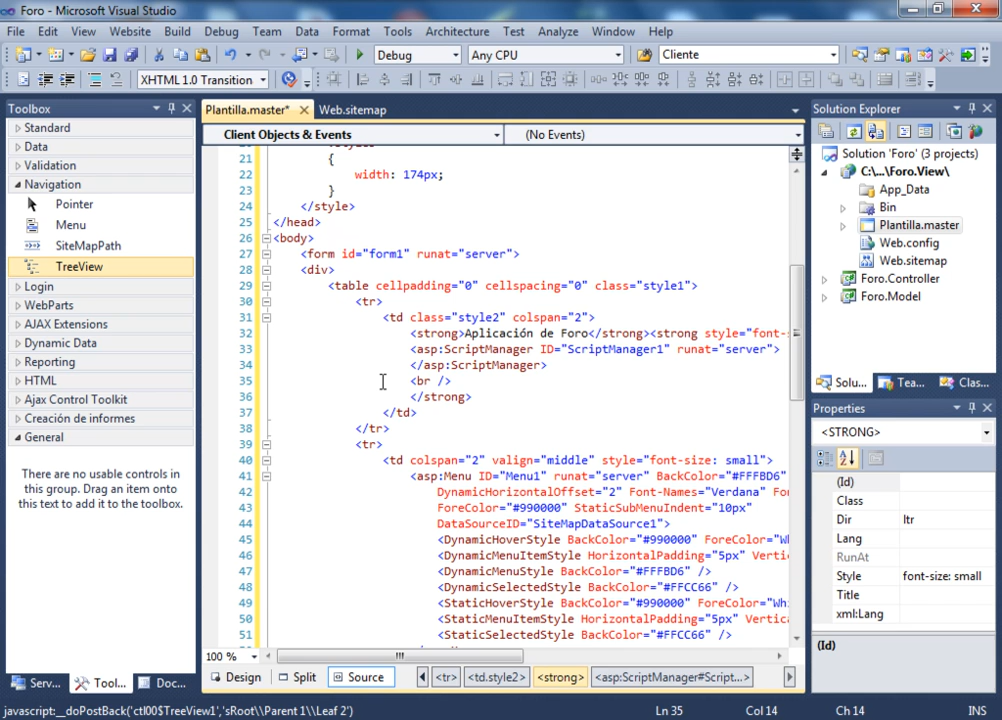 Foro - Microsoft Visual Studio
File Edit View Website Build Debug Team Data Format Tools Architecture Test Analyze Window Help
Debug Any CPU Cliente
XHTML 1.0 Transition
Toolbox
Standard
Data
Validation
Navigation
Pointer
Menu
SiteMapPath
TreeView
Login
WebParts
AJAX Extensions
Dynamic Data
Reporting
HTML
Ajax Control Toolkit
Creación de informes
General
There are no usable controls in
this group. Drag an item onto
this text to add it to the toolbox.
Serv... Tool... Doc...
Plantilla.master* Web.sitemap
Client Objects & Events (No Events)
21 {
22 width: 174px;
23 }
24 </style>
25 </head>
26 <body>
27 <form id="form1" runat="server">
28 <div>
29 <table cellpadding="0" cellspacing="0" class="style1">
30 <tr>
31 <td class="style2" colspan="2">
32 <strong>Aplicación de Foro</strong><strong style="font-
33 <asp:ScriptManager ID="ScriptManager1" runat="server">
34 </asp:ScriptManager>
35 <br />
36 </strong>
37 </td>
38 </tr>
39 <tr>
40 <td colspan="2" valign="middle" style="font-size: small">
41 <asp:Menu ID="Menu1" runat="server" BackColor="#FFFBD6"
42 DynamicHorizontalOffset="2" Font-Names="Verdana" Fo
43 ForeColor="#990000" StaticSubMenuIndent="10px"
44 DataSourceID="SiteMapDataSource1">
45 <DynamicHoverStyle BackColor="#990000" ForeColor="Wh
46 <DynamicMenuItemStyle HorizontalPadding="5px" Vertic
47 <DynamicMenuStyle BackColor="#FFFBD6" />
48 <DynamicSelectedStyle BackColor="#FFCC66" />
49 <StaticHoverStyle BackColor="#990000" ForeColor="Whi
50 <StaticMenuItemStyle HorizontalPadding="5px" Vertica
51 <StaticSelectedStyle BackColor="#FFCC66" />
100 %
Design Split Source <tr> <td.style2> <strong> <asp:ScriptManager#Script...>
Solution Explorer
Solution 'Foro' (3 projects)
C:\...\Foro.View\
App_Data
Bin
Plantilla.master
Web.config
Web.sitemap
Foro.Controller
Foro.Model
Solu... Tea... Clas...
Properties
<STRONG>
(Id)
Class
Dir ltr
Lang
RunAt
Style font-size: small
Title
xml:Lang
(Id)
javascript:__doPostBack('ctl00$TreeView1','sRoot\\Parent 1\\Leaf 2') Ln 35 Col 14 Ch 14 INS